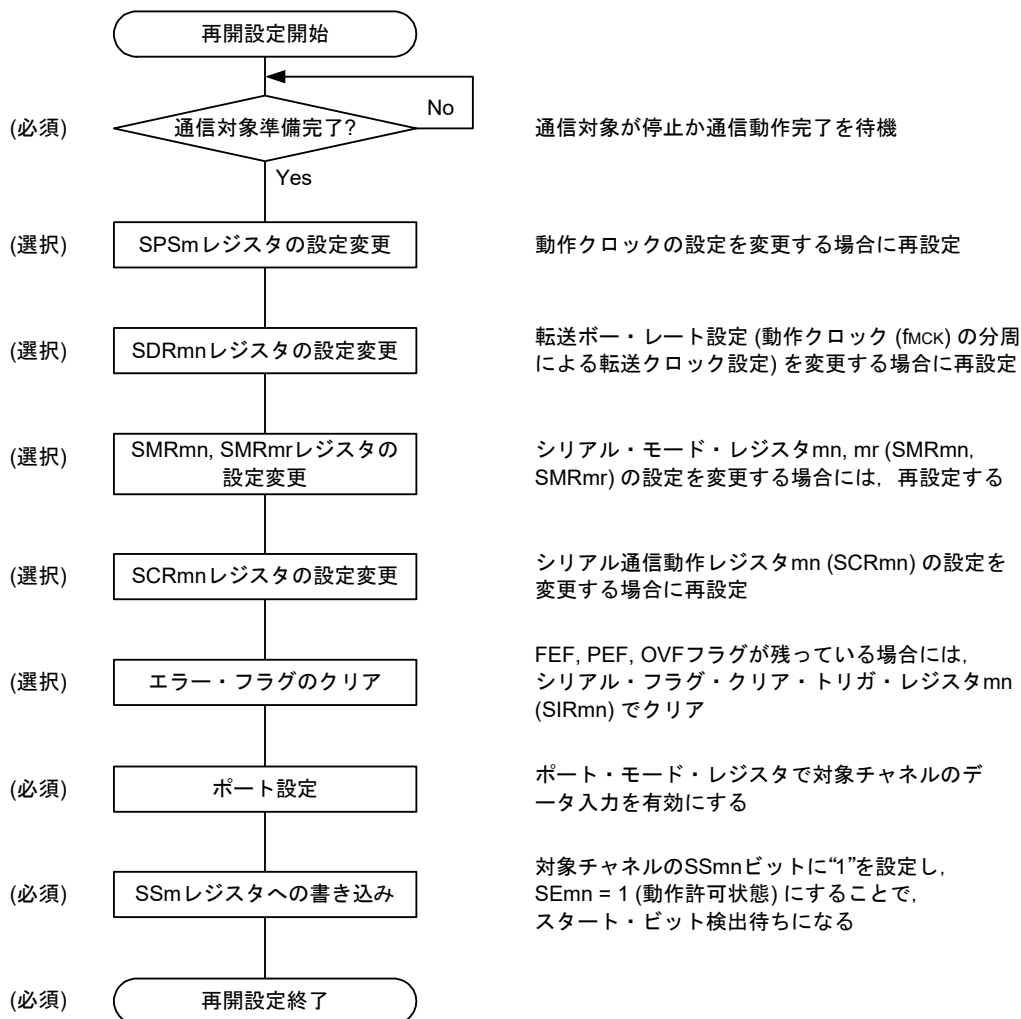 再開設定開始
No
(必須)
通信対象準備完了?
通信対象が停止か通信動作完了を待機
Yes
(選択)
SPSmレジスタの設定変更
動作クロックの設定を変更する場合に再設定
(選択)
SDRmnレジスタの設定変更
転送ボー・レート設定 (動作クロック (fMCK) の分周
による転送クロック設定) を変更する場合に再設定
(選択)
SMRmn, SMRmrレジスタの
設定変更
シリアル・モード・レジスタmn, mr (SMRmn,
SMRmr) の設定を変更する場合には，再設定する
(選択)
SCRmnレジスタの設定変更
シリアル通信動作レジスタmn (SCRmn) の設定を
変更する場合に再設定
(選択)
エラー・フラグのクリア
FEF, PEF, OVFフラグが残っている場合には，
シリアル・フラグ・クリア・トリガ・レジスタmn
(SIRmn) でクリア
(必須)
ポート設定
ポート・モード・レジスタで対象チャネルのデ
ータ入力を有効にする
(必須)
SSmレジスタへの書き込み
対象チャネルのSSmnビットに“1”を設定し，
SEmn = 1 (動作許可状態) にすることで，
スタート・ビット検出待ちになる
(必須)
再開設定終了